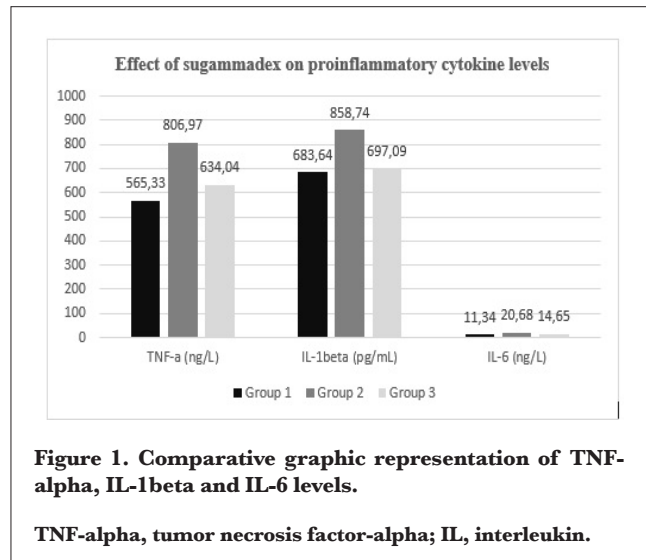 Effect of sugammadex on proinflammatory cytokine levels
1000
900
800
700
600
500
400
300
200
100
0
565,33
806,97
634,04
683,64
858,74
697,09
11,34
20,68
14,65
TNF-a (ng/L)
IL-1beta (pg/mL)
IL-6 (ng/L)
Group 1
Group 2
Group 3
Figure 1. Comparative graphic representation of TNF-
alpha, IL-1beta and IL-6 levels.
TNF-alpha, tumor necrosis factor-alpha; IL, interleukin.